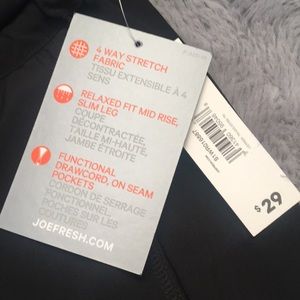 4 WAY STRETCH
FABRIC
TISSU EXTENSIBLE À 4
SENS
RELAXED FIT MID RISE,
SLIM LEG
COUPE
DÉCONTRACTÉE,
TAILLE MI-HAUTE,
JAMBE ÉTROITE
FUNCTIONAL
DRAWCORD, ON SEAM
POCKETS
CORDON DE SERRAGE
FONCTIONNEL,
POCHES SUR LES
COUTURES
JOEFRESH.COM
$29